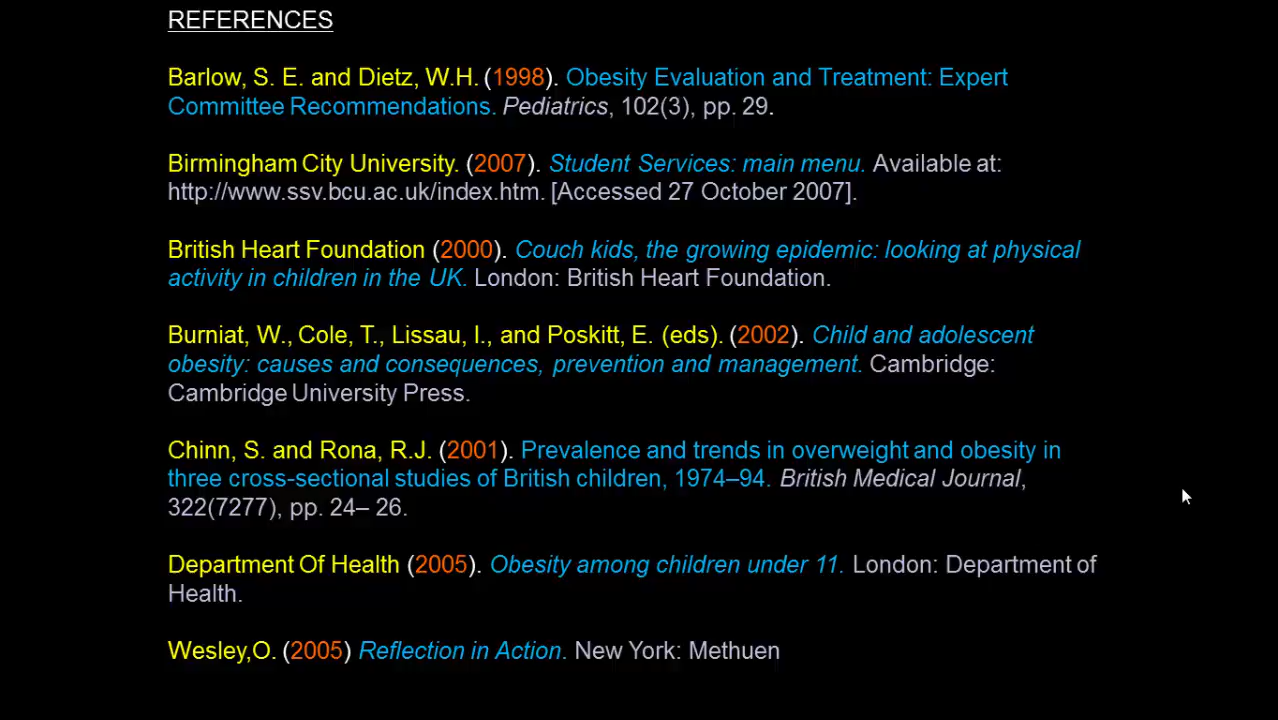 REFERENCES
Barlow, S. E. and Dietz, W.H. (1998). Obesity Evaluation and Treatment: Expert
Committee Recommendations. Pediatrics, 102(3), pp. 29.
Birmingham City University. (2007). Student Services: main menu. Available at:
http://www.ssv.bcu.ac.uk/index.htm. [Accessed 27 October 2007].
British Heart Foundation (2000). Couch kids, the growing epidemic: looking at physical
activity in children in the UK. London: British Heart Foundation.
Burniat, W., Cole, T., Lissau, I., and Poskitt, E. (eds). (2002). Child and adolescent
obesity: causes and consequences, prevention and management. Cambridge:
Cambridge University Press.
Chinn, S. and Rona, R.J. (2001). Prevalence and trends in overweight and obesity in
three cross-sectional studies of British children, 1974–94. British Medical Journal,
322(7277), pp. 24– 26.
Department Of Health (2005). Obesity among children under 11. London: Department of
Health.
Wesley,O. (2005) Reflection in Action. New York: Methuen